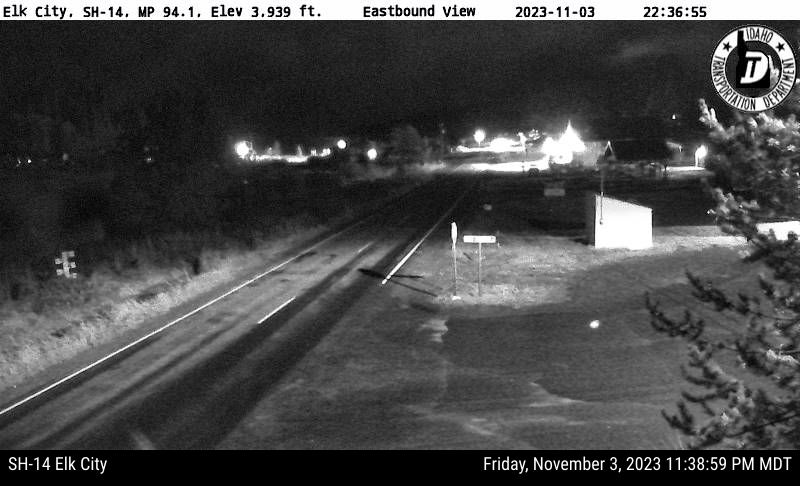 Elk City, SH-14, MP 94.1, Elev 3,939 ft. Eastbound View 2023-11-03 22:36:55
IDAHO
TRANSPORTATION DEPARTMENT
SH-14 Elk City Friday, November 3, 2023 11:38:59 PM MDT